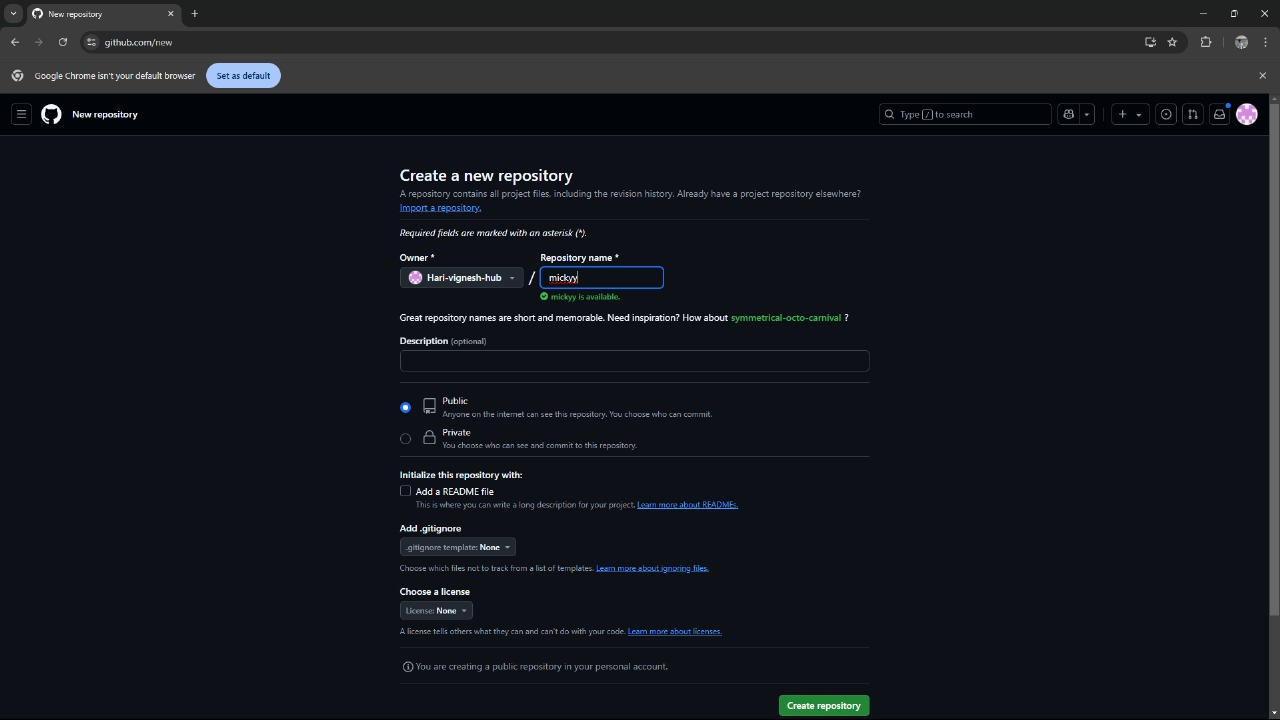 New repository
github.com/new
Google Chrome isn't your default browser Set as default
New repository Type / to search
Create a new repository
A repository contains all project files, including the revision history. Already have a project repository elsewhere?
Import a repository.
Required fields are marked with an asterisk (*).
Owner * Repository name *
Hari-vignesh-hub / mickyy
mickyy is available.
Great repository names are short and memorable. Need inspiration? How about symmetrical-octo-carnival ?
Description (optional)
Public
Anyone on the internet can see this repository. You choose who can commit.
Private
You choose who can see and commit to this repository.
Initialize this repository with:
Add a README file
This is where you can write a long description for your project. Learn more about READMEs.
Add .gitignore
.gitignore template: None
Choose which files not to track from a list of templates. Learn more about ignoring files.
Choose a license
License: None
A license tells others what they can and can't do with your code. Learn more about licenses.
You are creating a public repository in your personal account.
Create repository